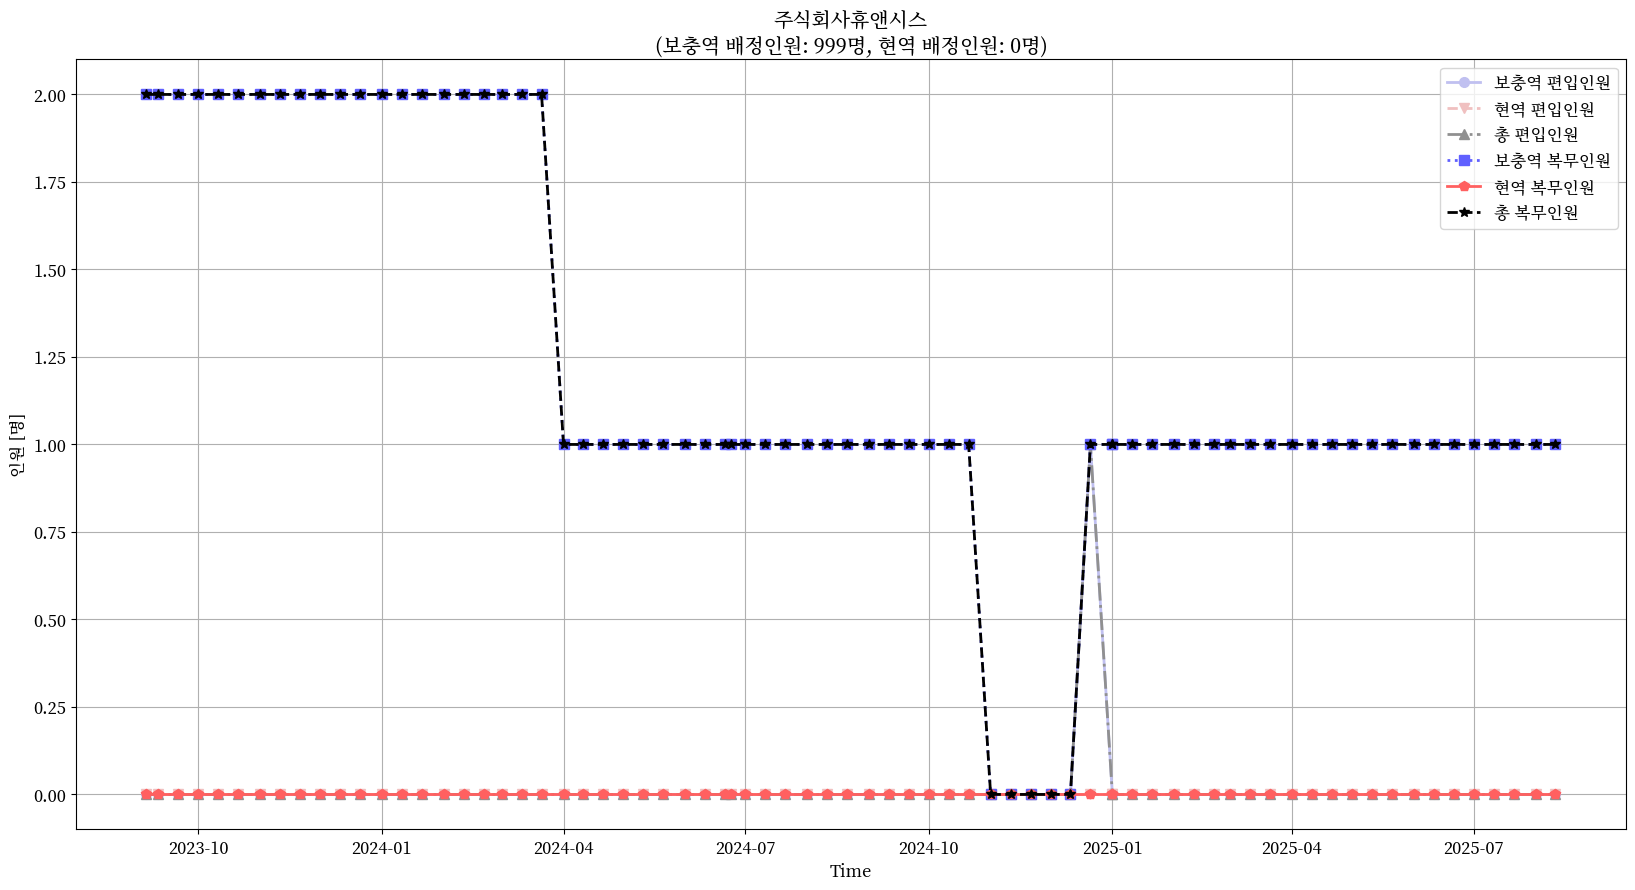 주식회사휴앤시스
(보충역 배정인원: 999명, 현역 배정인원: 0명)
보충역 편입인원
현역 편입인원
총 편입인원
보충역 복무인원
현역 복무인원
총 복무인원
인원 [명]
2.00
1.75
1.50
1.25
1.00
0.75
0.50
0.25
0.00
2023-10
2024-01
2024-04
2024-07
2024-10
2025-01
2025-04
2025-07
Time